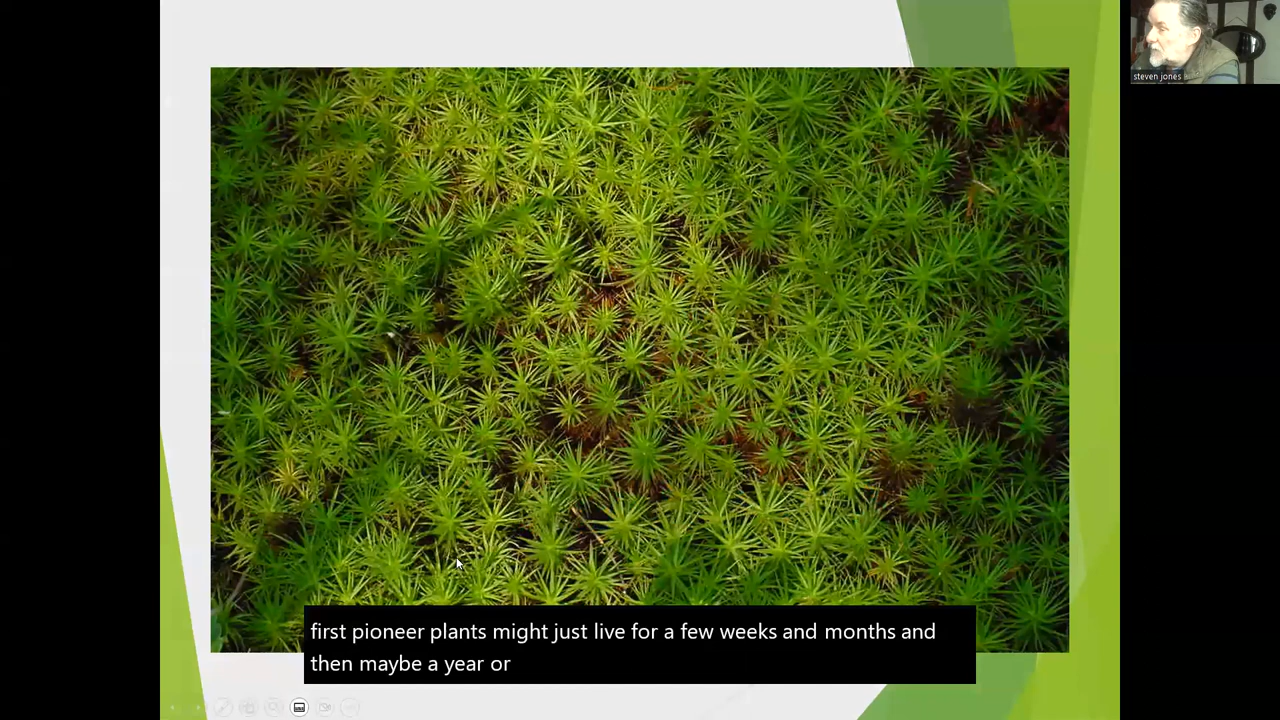 steven jones
first pioneer plants might just live for a few weeks and months and
then maybe a year or